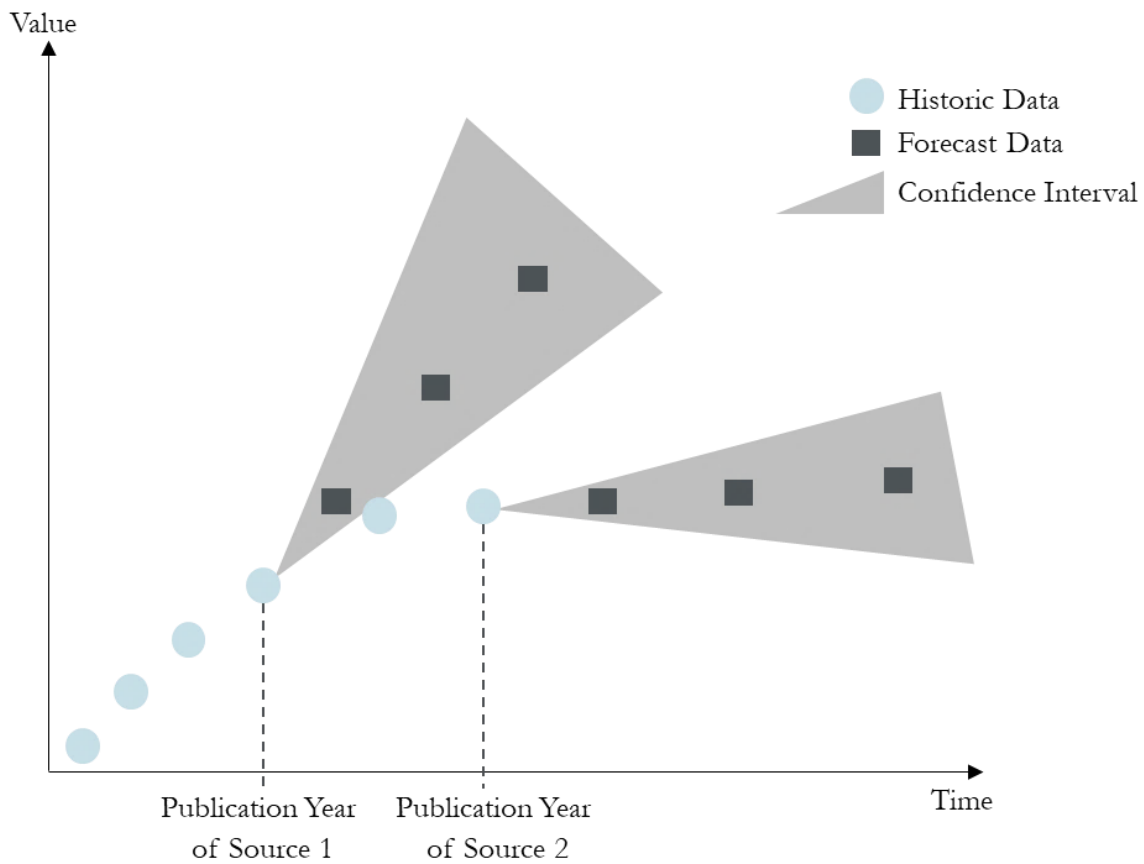 Value
Historic Data
Forecast Data
Confidence Interval
Time
Publication Year
of Source 1
Publication Year
of Source 2